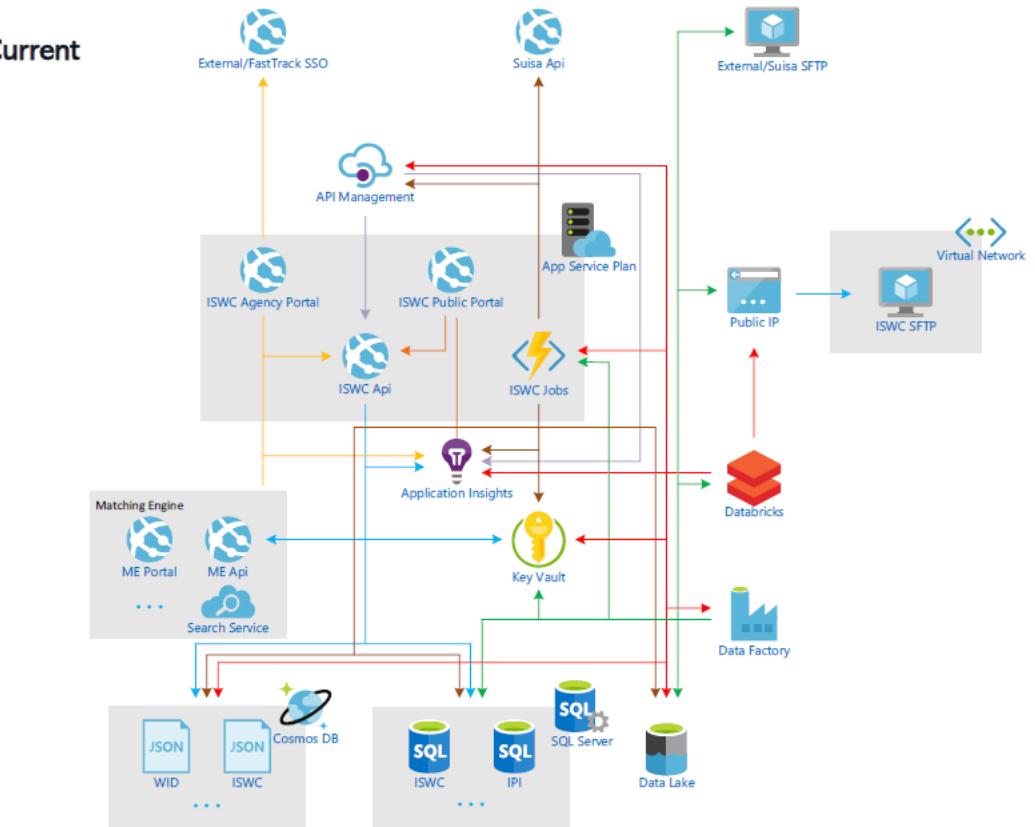 Current
External/FastTrack SSO
Suisa Api
External/Suisa SFTP
API Management
App Service Plan
Virtual Network
ISWC Agency Portal
ISWC Public Portal
Public IP
ISWC SFTP
ISWC Api
ISWC Jobs
Application Insights
Databricks
Matching Engine
ME Portal
ME Api
Key Vault
Search Service
Data Factory
Cosmos DB
SQL
SQL Server
JSON
JSON
SQL
SQL
WID
ISWC
ISWC
IPI
Data Lake